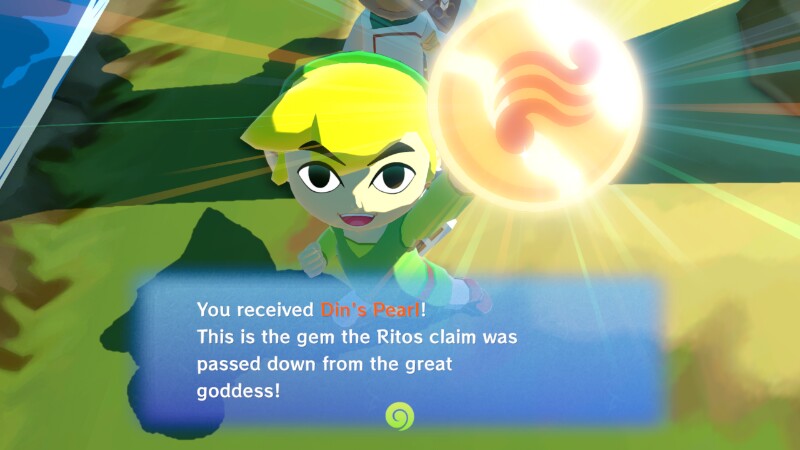 You received Din's Pearl!
This is the gem the Ritos claim was
passed down from the great
goddess!